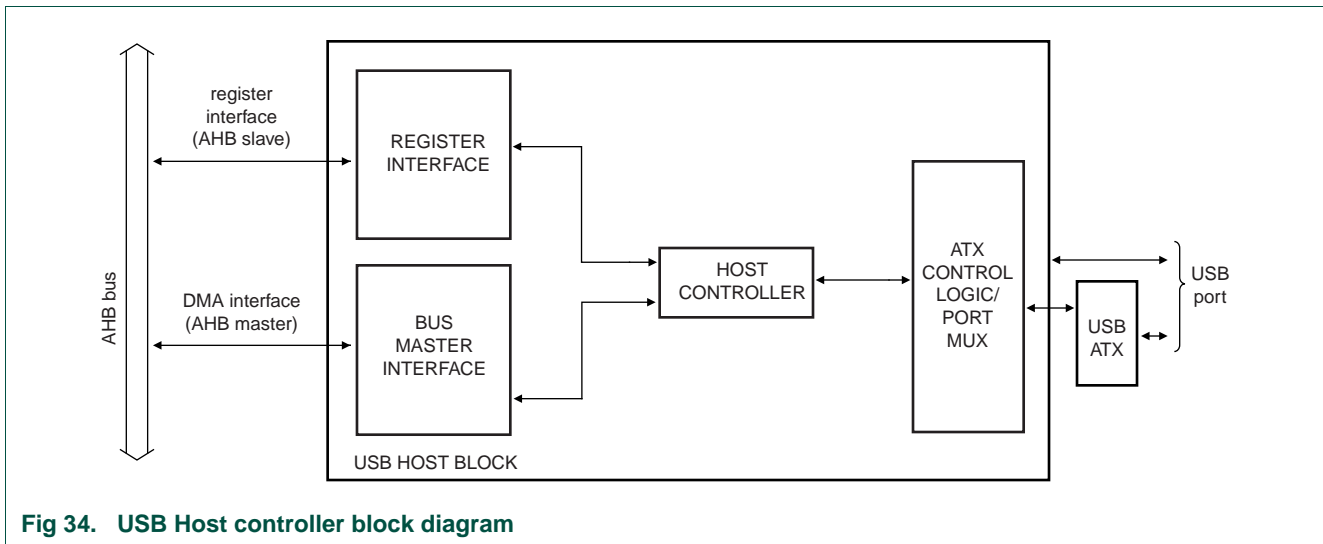 register
interface
(AHB slave)
REGISTER
INTERFACE
AHB bus
DMA interface
(AHB master)
BUS
MASTER
INTERFACE
HOST
CONTROLLER
ATX
CONTROL
LOGIC/
PORT
MUX
USB
ATX
USB
port
USB HOST BLOCK
Fig 34. USB Host controller block diagram